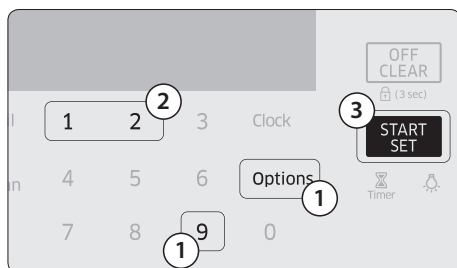 OFF
CLEAR
(3 sec)
2
3
1 2 3 Clock
START
SET
4 5 6 Options
Timer
1
7 8 9 0
1